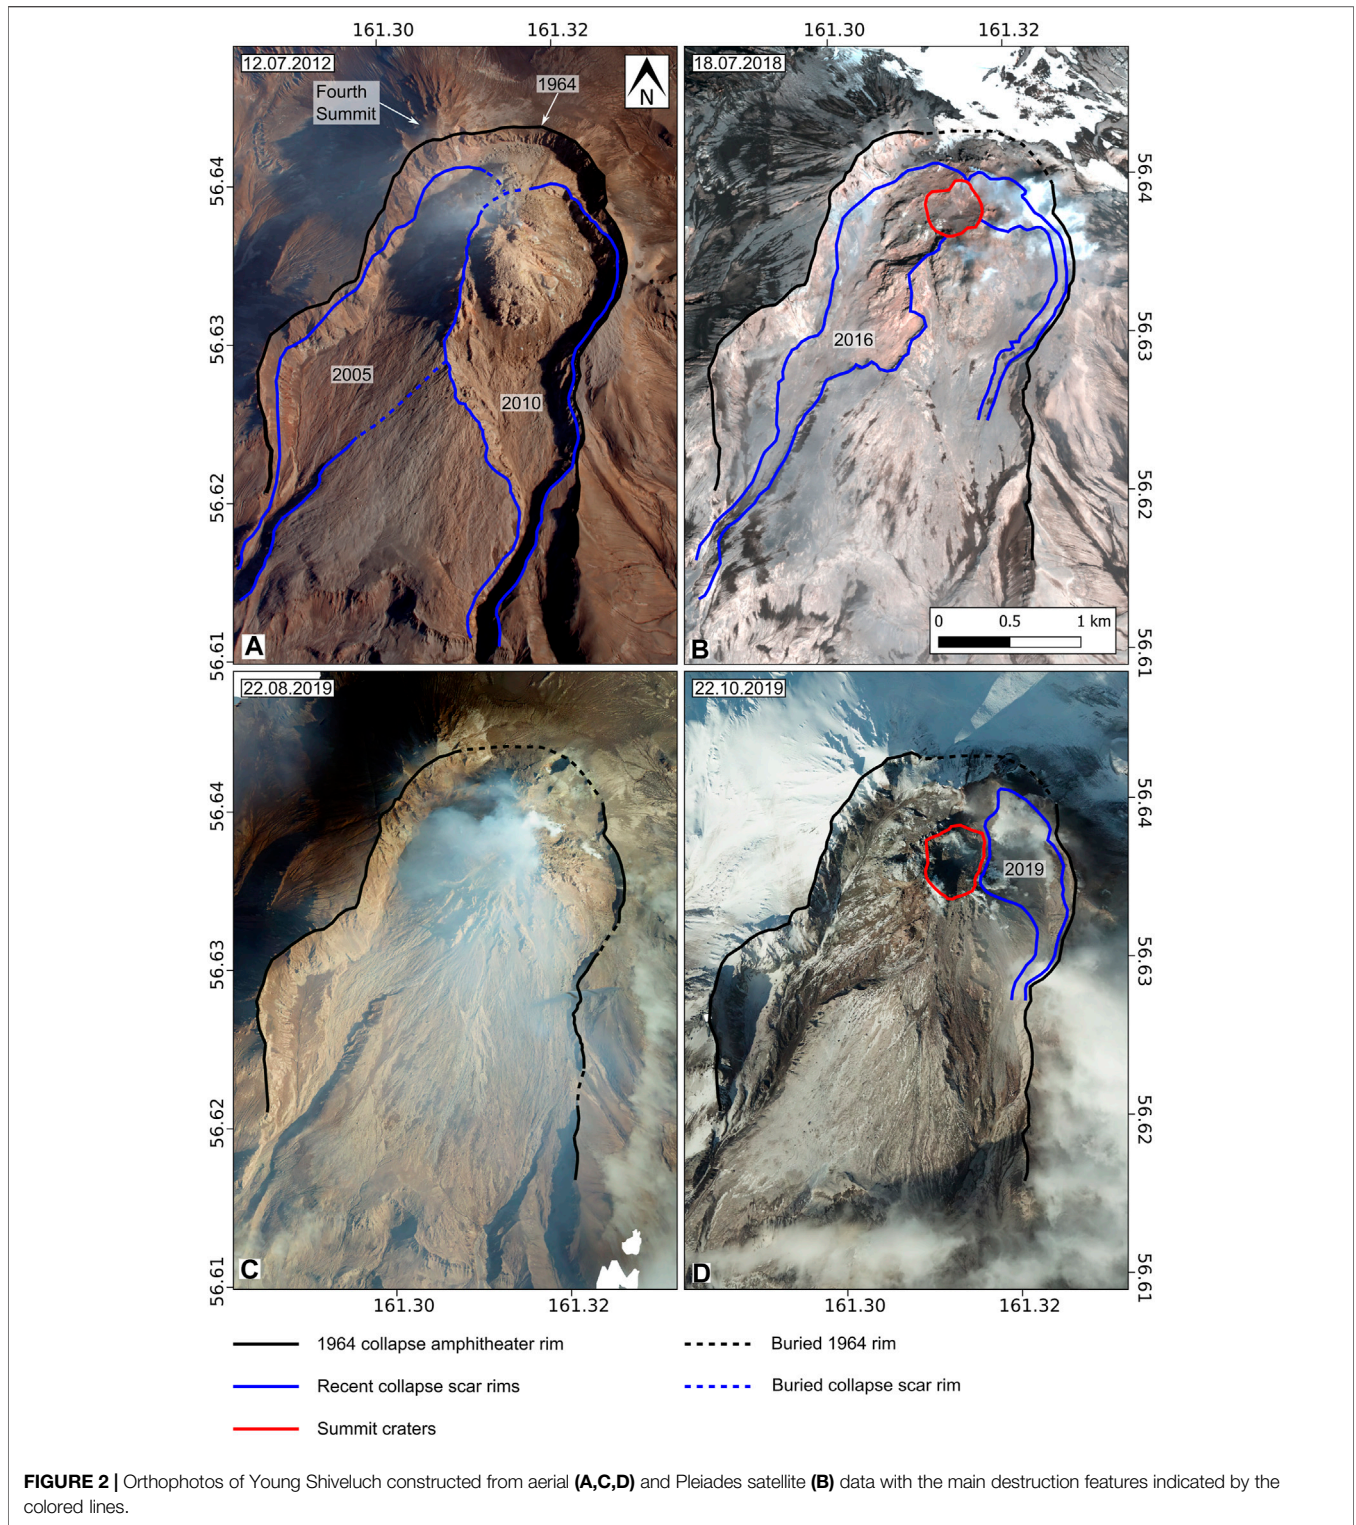 161.30
161.32
161.30
161.32
12.07.2012
Fourth
Summit
1964
N
18.07.2018
56.64
56.63
56.62
56.61
2005
2010
A
2016
0
0.5
1 km
B
56.64
56.63
56.62
56.61
22.08.2019
22.10.2019
56.64
56.63
56.62
56.61
C
2019
D
56.64
56.63
56.62
56.61
161.30
161.32
161.30
161.32
1964 collapse amphitheater rim
Buried 1964 rim
Recent collapse scar rims
Buried collapse scar rim
Summit craters
FIGURE 2 | Orthophotos of Young Shiveluch constructed from aerial (A,C,D) and Pleiades satellite (B) data with the main destruction features indicated by the
colored lines.